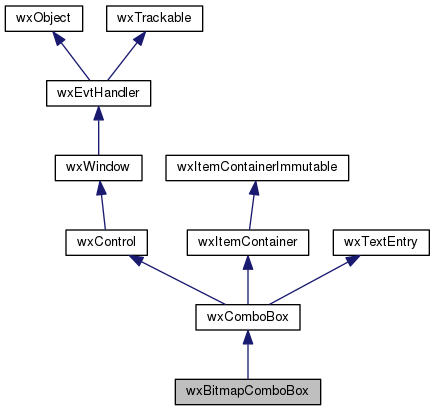 wxObject
wxTrackable
wxEvtHandler
wxWindow
wxItemContainerImmutable
wxControl
wxItemContainer
wxTextEntry
wxComboBox
wxBitmapComboBox